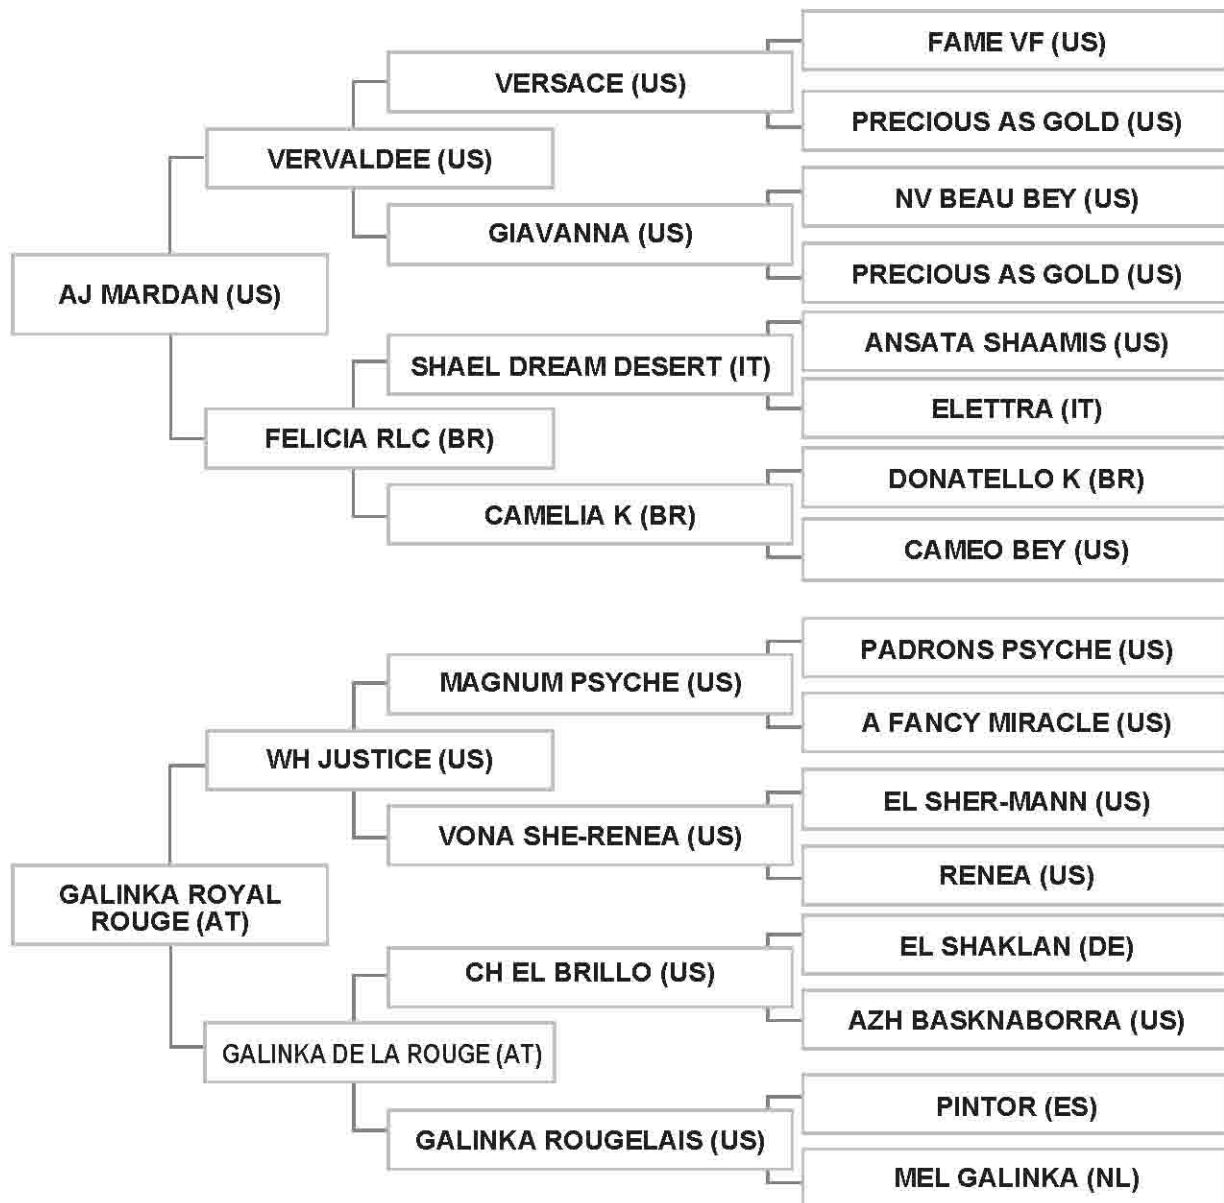 FAME VF (US)
VERSACE (US)
PRECIOUS AS GOLD (US)
VERVALDEE (US)
NV BEAU BEY (US)
GIAVANNA (US)
PRECIOUS AS GOLD (US)
AJ MARDAN (US)
ANSATA SHAAMIS (US)
SHAEL DREAM DESERT (IT)
ELETTRA (IT)
FELICIA RLC (BR)
DONATELLO K (BR)
CAMELIA K (BR)
CAMEO BEY (US)
PADRONS PSYCHE (US)
MAGNUM PSYCHE (US)
A FANCY MIRACLE (US)
WH JUSTICE (US)
EL SHER-MANN (US)
VONA SHE-RENEA (US)
RENEA (US)
GALINKA ROYAL
ROUGE (AT)
EL SHAKLAN (DE)
CH EL BRILLO (US)
AZH BASKNABORRA (US)
GALINKA DE LA ROUGE (AT)
PINTOR (ES)
GALINKA ROUGELAIS (US)
MEL GALINKA (NL)